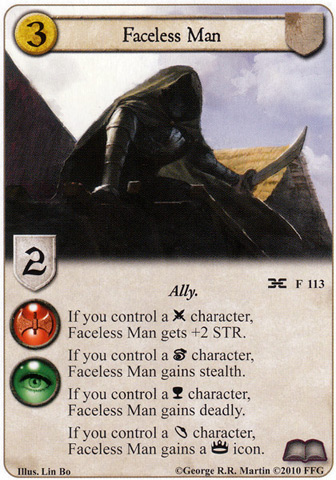 3
Faceless Man
2
F 113
Ally.
If you control a character,
Faceless Man gets +2 STR.
If you control a character,
Faceless Man gains stealth.
If you control a character,
Faceless Man gains deadly.
If you control a character,
Faceless Man gains a icon.
Illus. Lin Bo
©George R.R. Martin ©2010 FFG